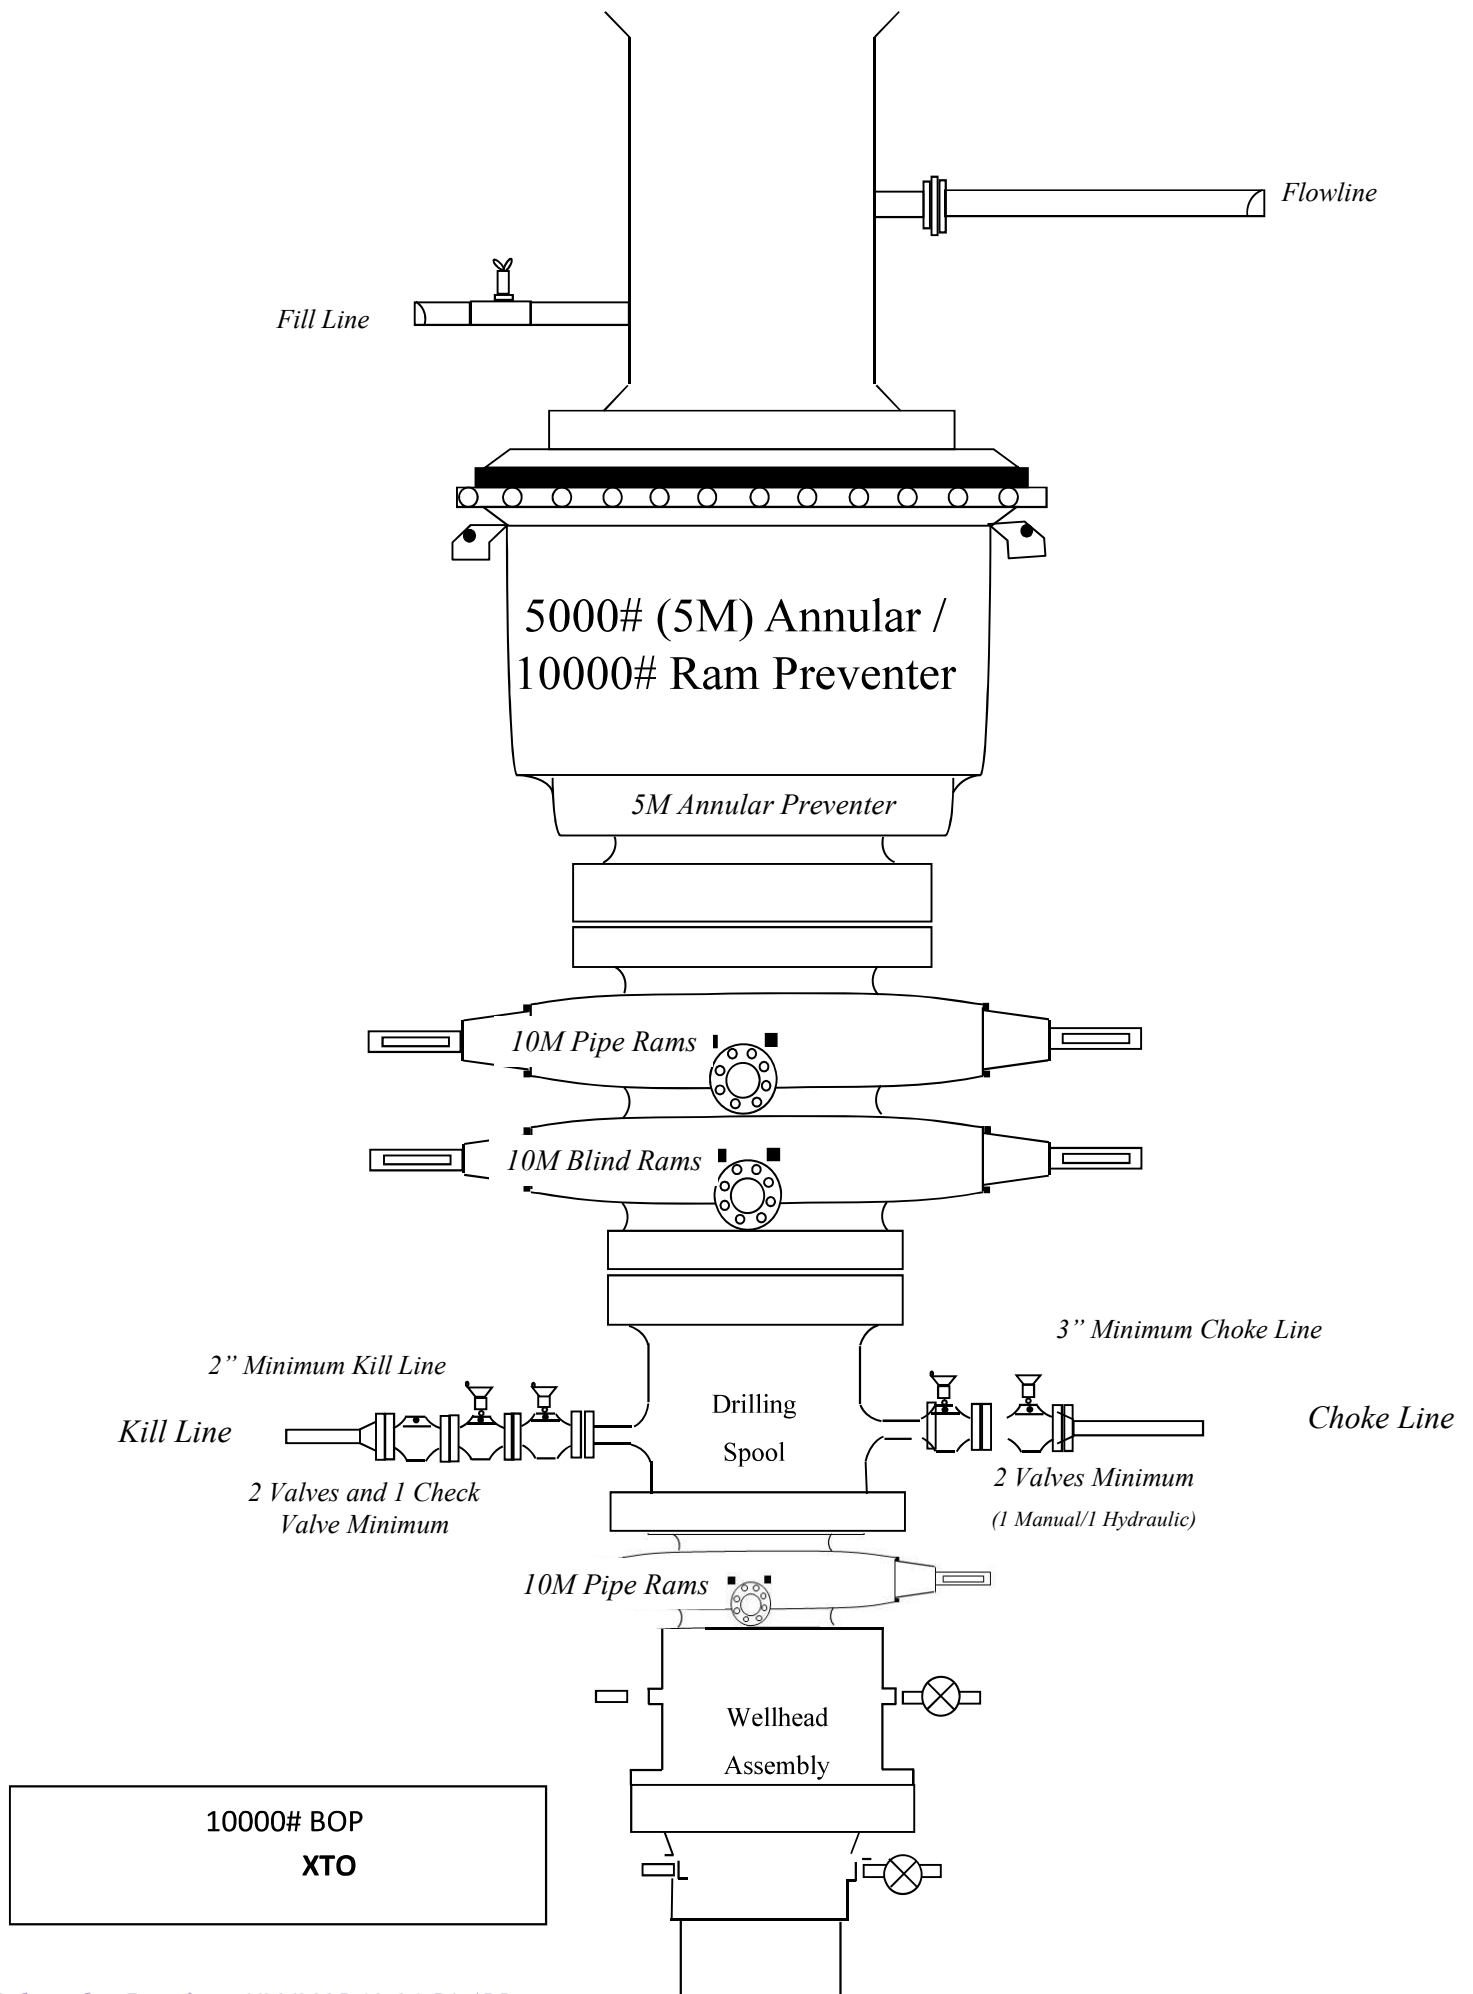 Flowline
Fill Line
5000# (5M) Annular /
10000# Ram Preventer
5M Annular Preventer
10M Pipe Rams
10M Blind Rams
3” Minimum Choke Line
2” Minimum Kill Line
Drilling
Spool
Kill Line
Choke Line
2 Valves and 1 Check
Valve Minimum
2 Valves Minimum
(1 Manual/1 Hydraulic)
10M Pipe Rams
Wellhead
Assembly
10000# BOP
XTO